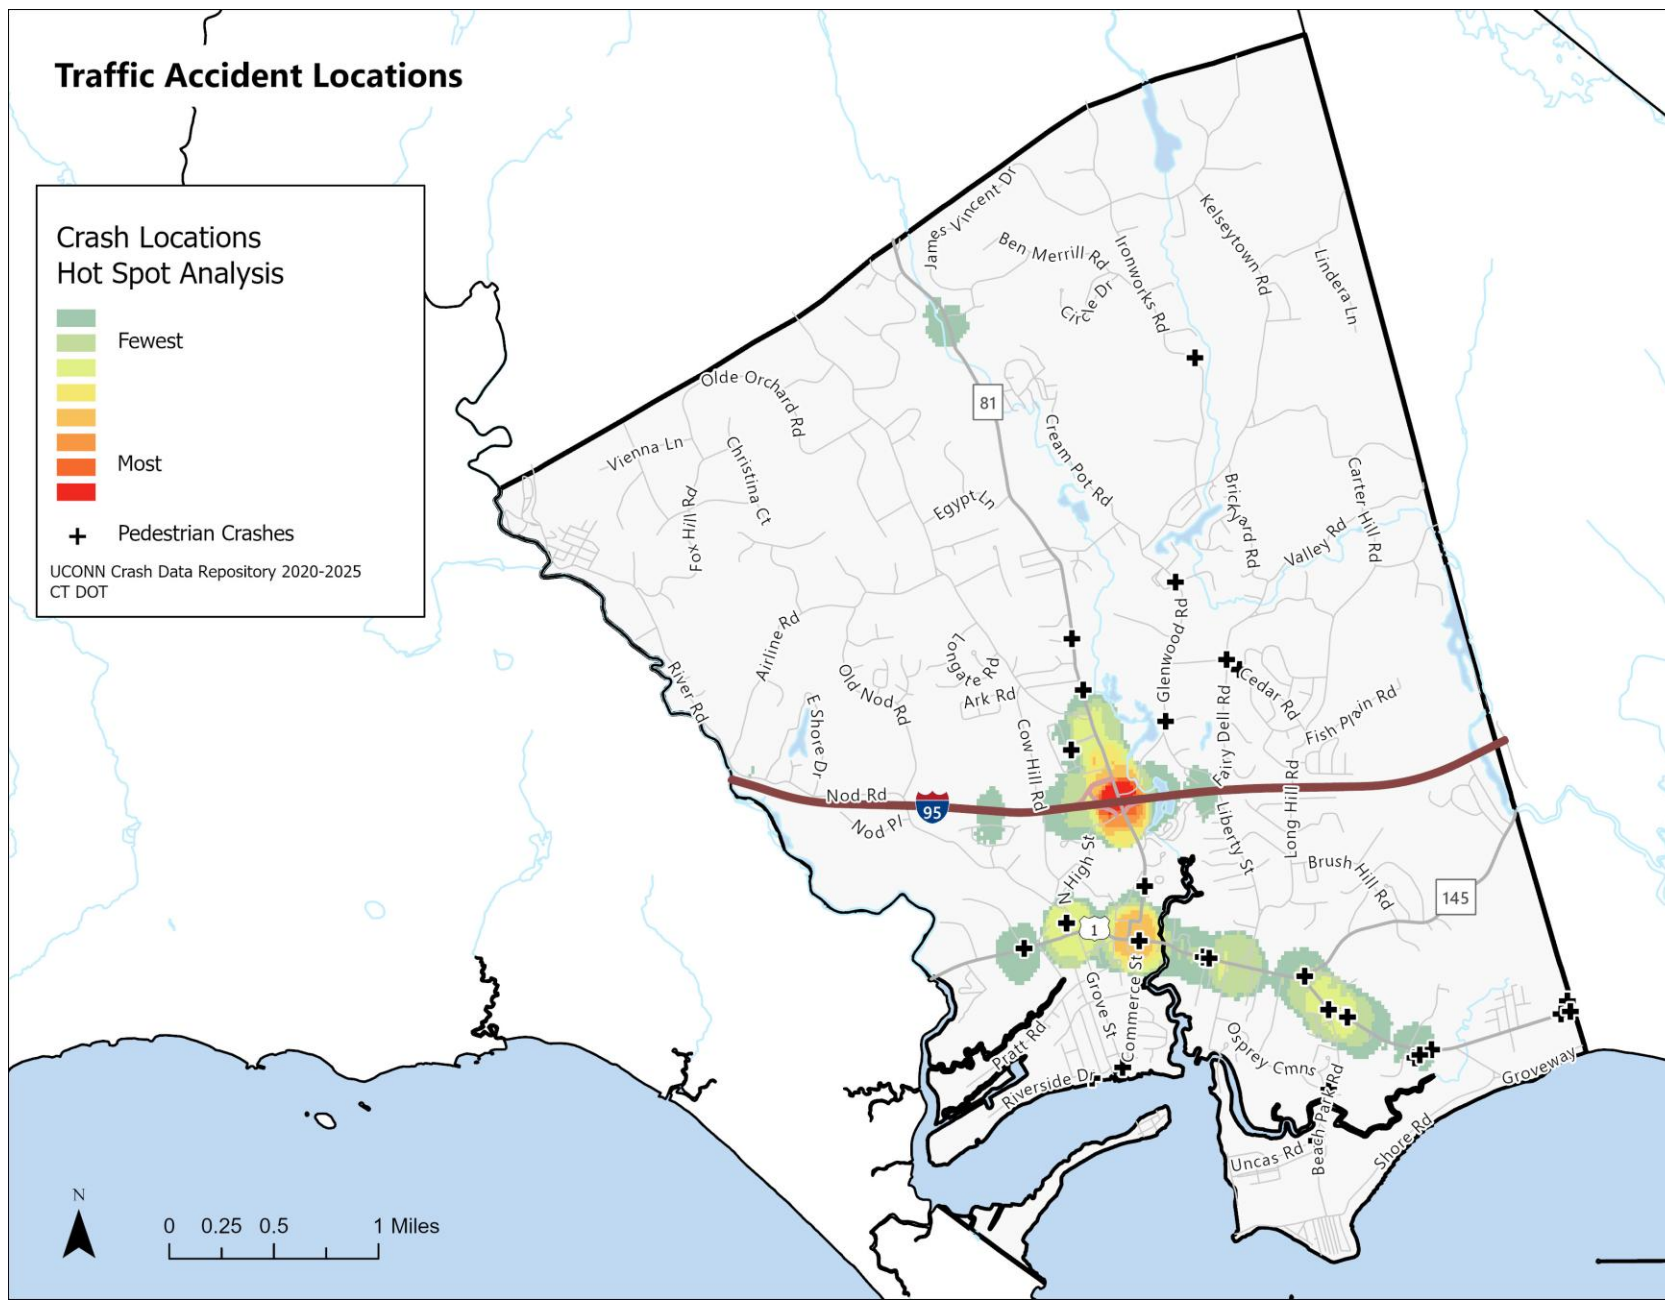 Traffic Accident Locations
Crash Locations
Hot Spot Analysis
Fewest
Most
Pedestrian Crashes
UCONN Crash Data Repository 2020-2025
CT DOT
James Vincent Dr
Ben Merrill Rd
Circle Dr
Ironworks Rd
Kelseytown Rd
Lindera Ln
Olde Orchard Rd
81
Vienna Ln
Christina Ct
Fox Hill Rd
Cream Pot Rd
Egypt Ln
Brickyard Rd
Valley Rd
Carter Hill Rd
Airline Rd
River Rd
E Shore Dr
Old Nod Rd
Longate Rd
Ark Rd
Cow Hill Rd
Glenwood Rd
Fairy Dell Rd
Cedar Rd
Fish Plain Rd
Nod Rd
95
Nod Pl
N High St
Liberty St
Long Hill Rd
Brush Hill Rd
145
1
Grove St
Commerce St
Pratt Rd
Riverside Dr
Osprey Cmns
Beach Park Rd
Uncas Rd
Shore Rd
Groveway
N
0 0.25 0.5 1 Miles